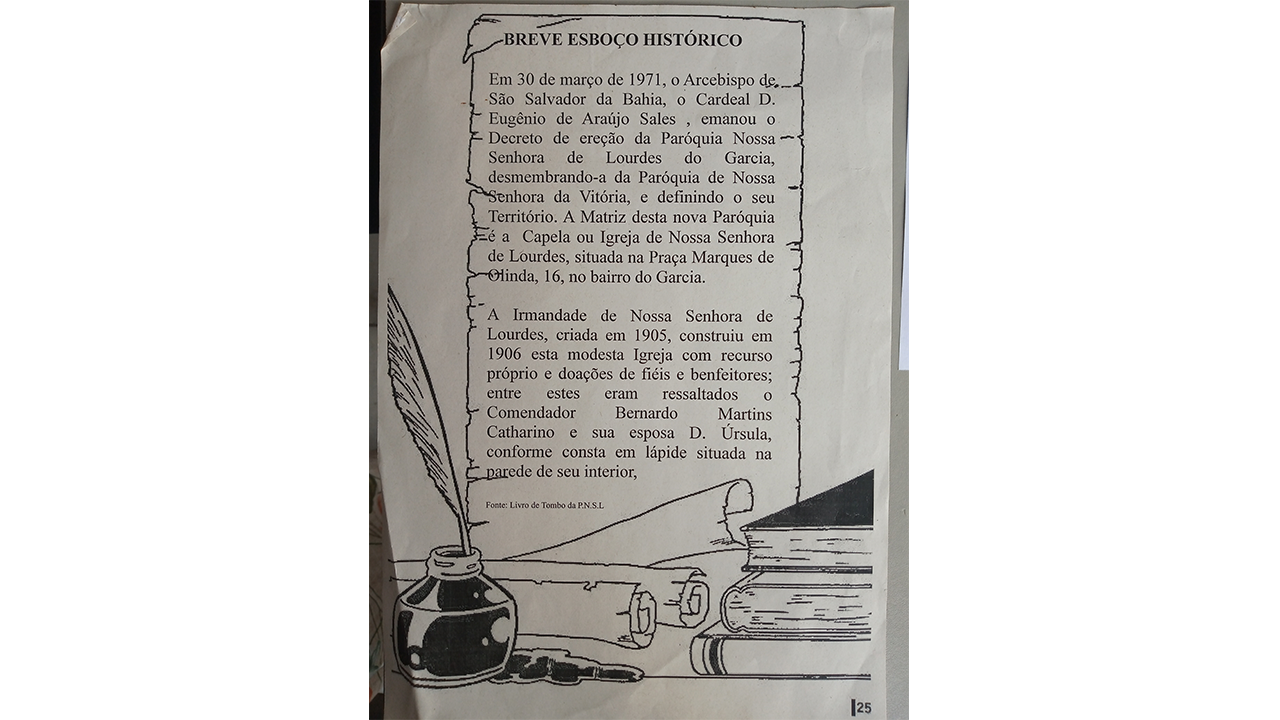 BREVE ESBOÇO HISTÓRICO
Em 30 de março de 1971, o Arcebispo de
São Salvador da Bahia, o Cardeal D.
Eugênio de Araújo Sales , emanou o
Decreto de ereção da Paróquia Nossa
Senhora de Lourdes do Garcia,
desmembrando-a da Paróquia de Nossa
Senhora da Vitória, e definindo o seu
Território. A Matriz desta nova Paróquia
é a Capela ou Igreja de Nossa Senhora
de Lourdes, situada na Praça Marques de
Olinda, 16, no bairro do Garcia.
A Irmandade de Nossa Senhora de
Lourdes, criada em 1905, construiu em
1906 esta modesta Igreja com recurso
próprio e doações de fiéis e benfeitores;
entre estes eram ressaltados o
Comendador Bernardo Martins
Catharino e sua esposa D. Úrsula,
conforme consta em lápide situada na
parede de seu interior,
Fonte: Livro de Tombo da P.N.S.L
25